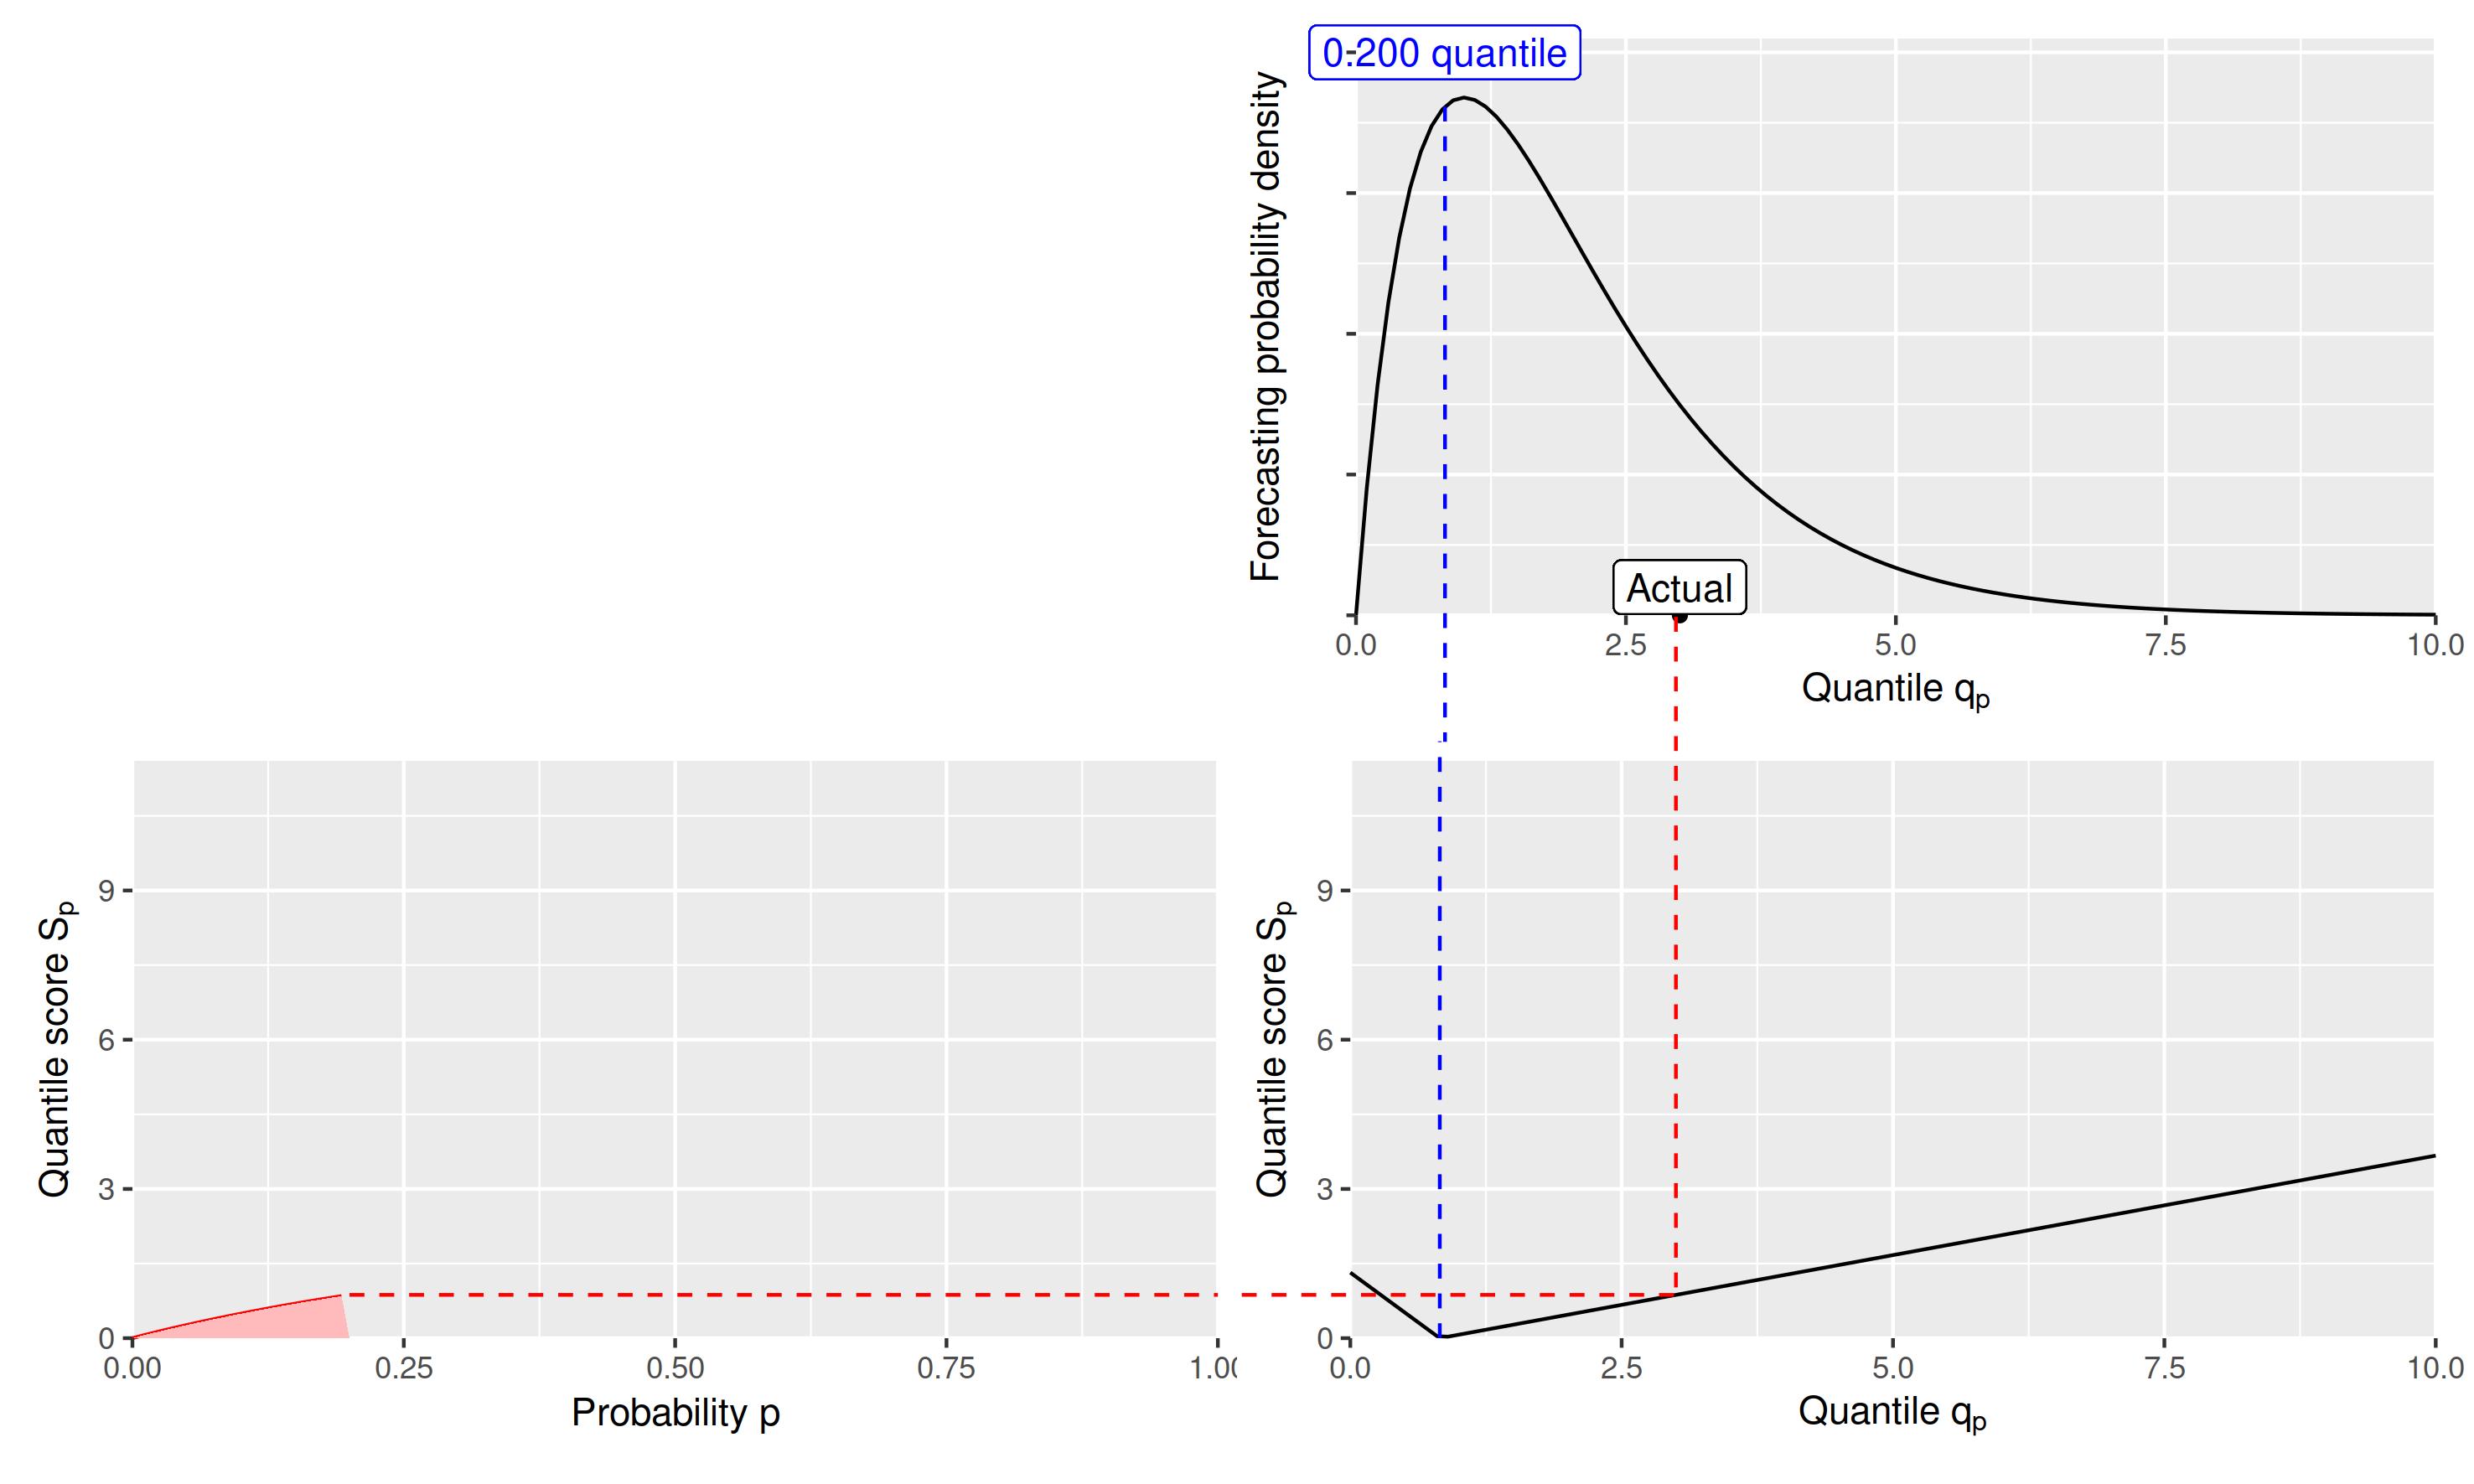 0.200 quantile
Forecasting probability density
Actual
0.0 2.5 5.0 7.5 10.0
Quantile qp
Quantile score Sp
9
6
3
0
0.00 0.25 0.50 0.75 1.00
Probability p
Quantile score Sp
9
6
3
0
0.0 2.5 5.0 7.5 10.0
Quantile qp